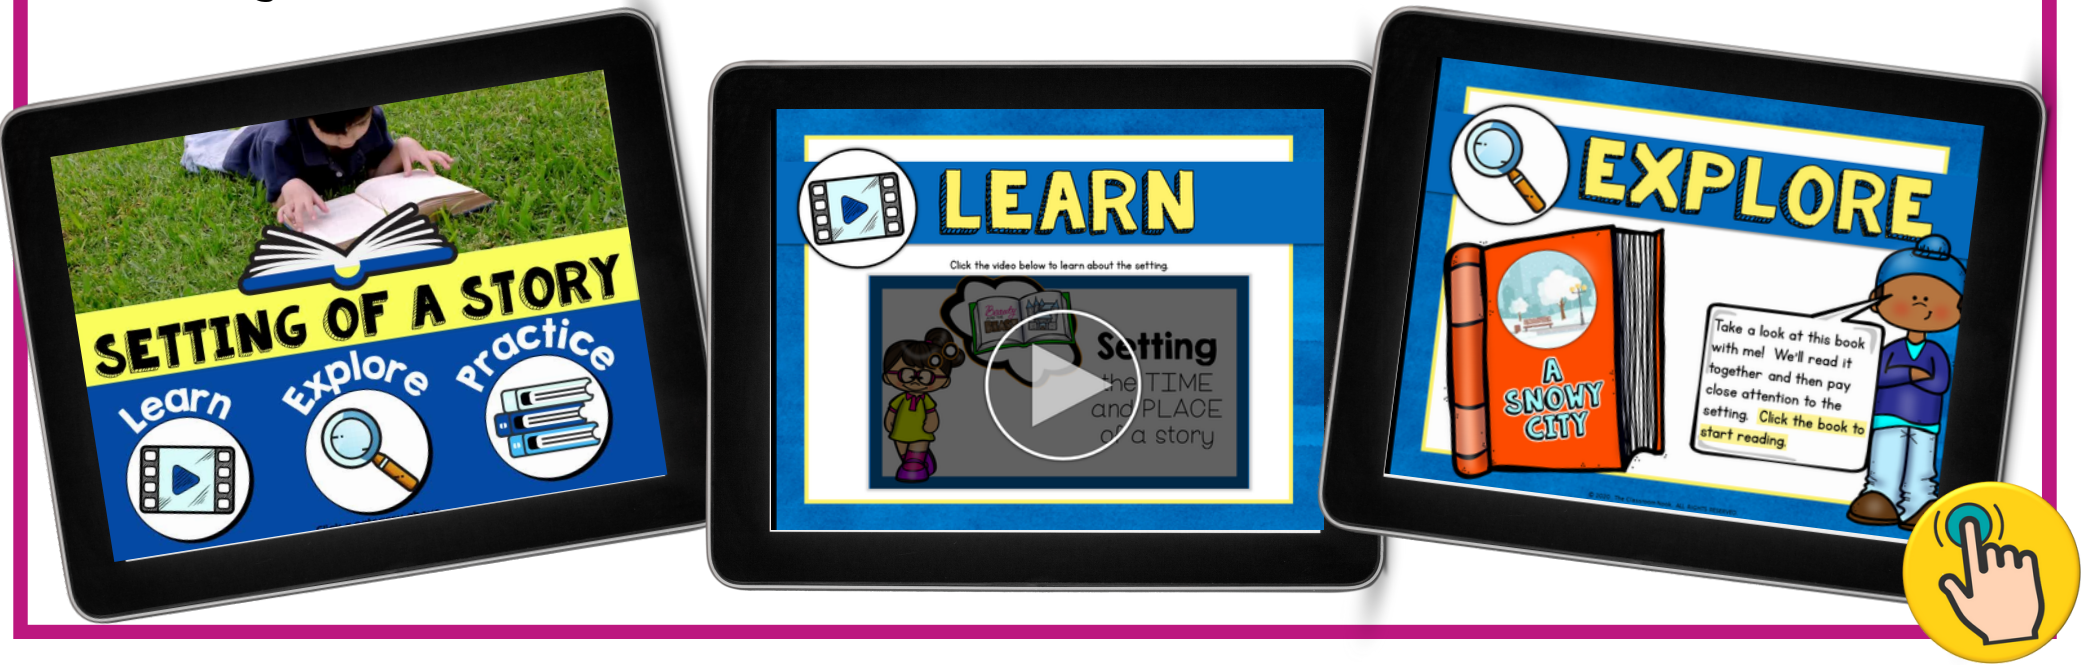 SETTING OF A STORY
Learn
Explore
Practice
LEARN
Click the video below to learn about the setting.
Beauty
BEAST
Setting
the TIME
and PLACE
of a story
EXPLORE
A
SNOWY
CITY
Take a look at this book
with me! We'll read it
together and then pay
close attention to the
setting. Click the book to
start reading.